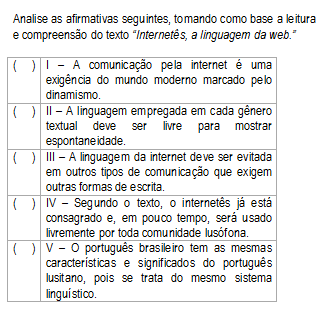 Analise as afirmativas seguintes, tomando como base a leitura
e compreensão do texto "Internetês, a linguagem da web."
( ) I – A comunicação pela internet é uma
exigência do mundo moderno marcado pelo
dinamismo.
( ) II – A linguagem empregada em cada gênero
textual deve ser livre para mostrar
espontaneidade.
( ) III – A linguagem da internet deve ser evitada
em outros tipos de comunicação que exigem
outras formas de escrita.
( ) IV – Segundo o texto, o internetês já está
consagrado e, em pouco tempo, será usado
livremente por toda comunidade lusófona.
( ) V – O português brasileiro tem as mesmas
características e significados do português
lusitano, pois se trata do mesmo sistema
linguístico.